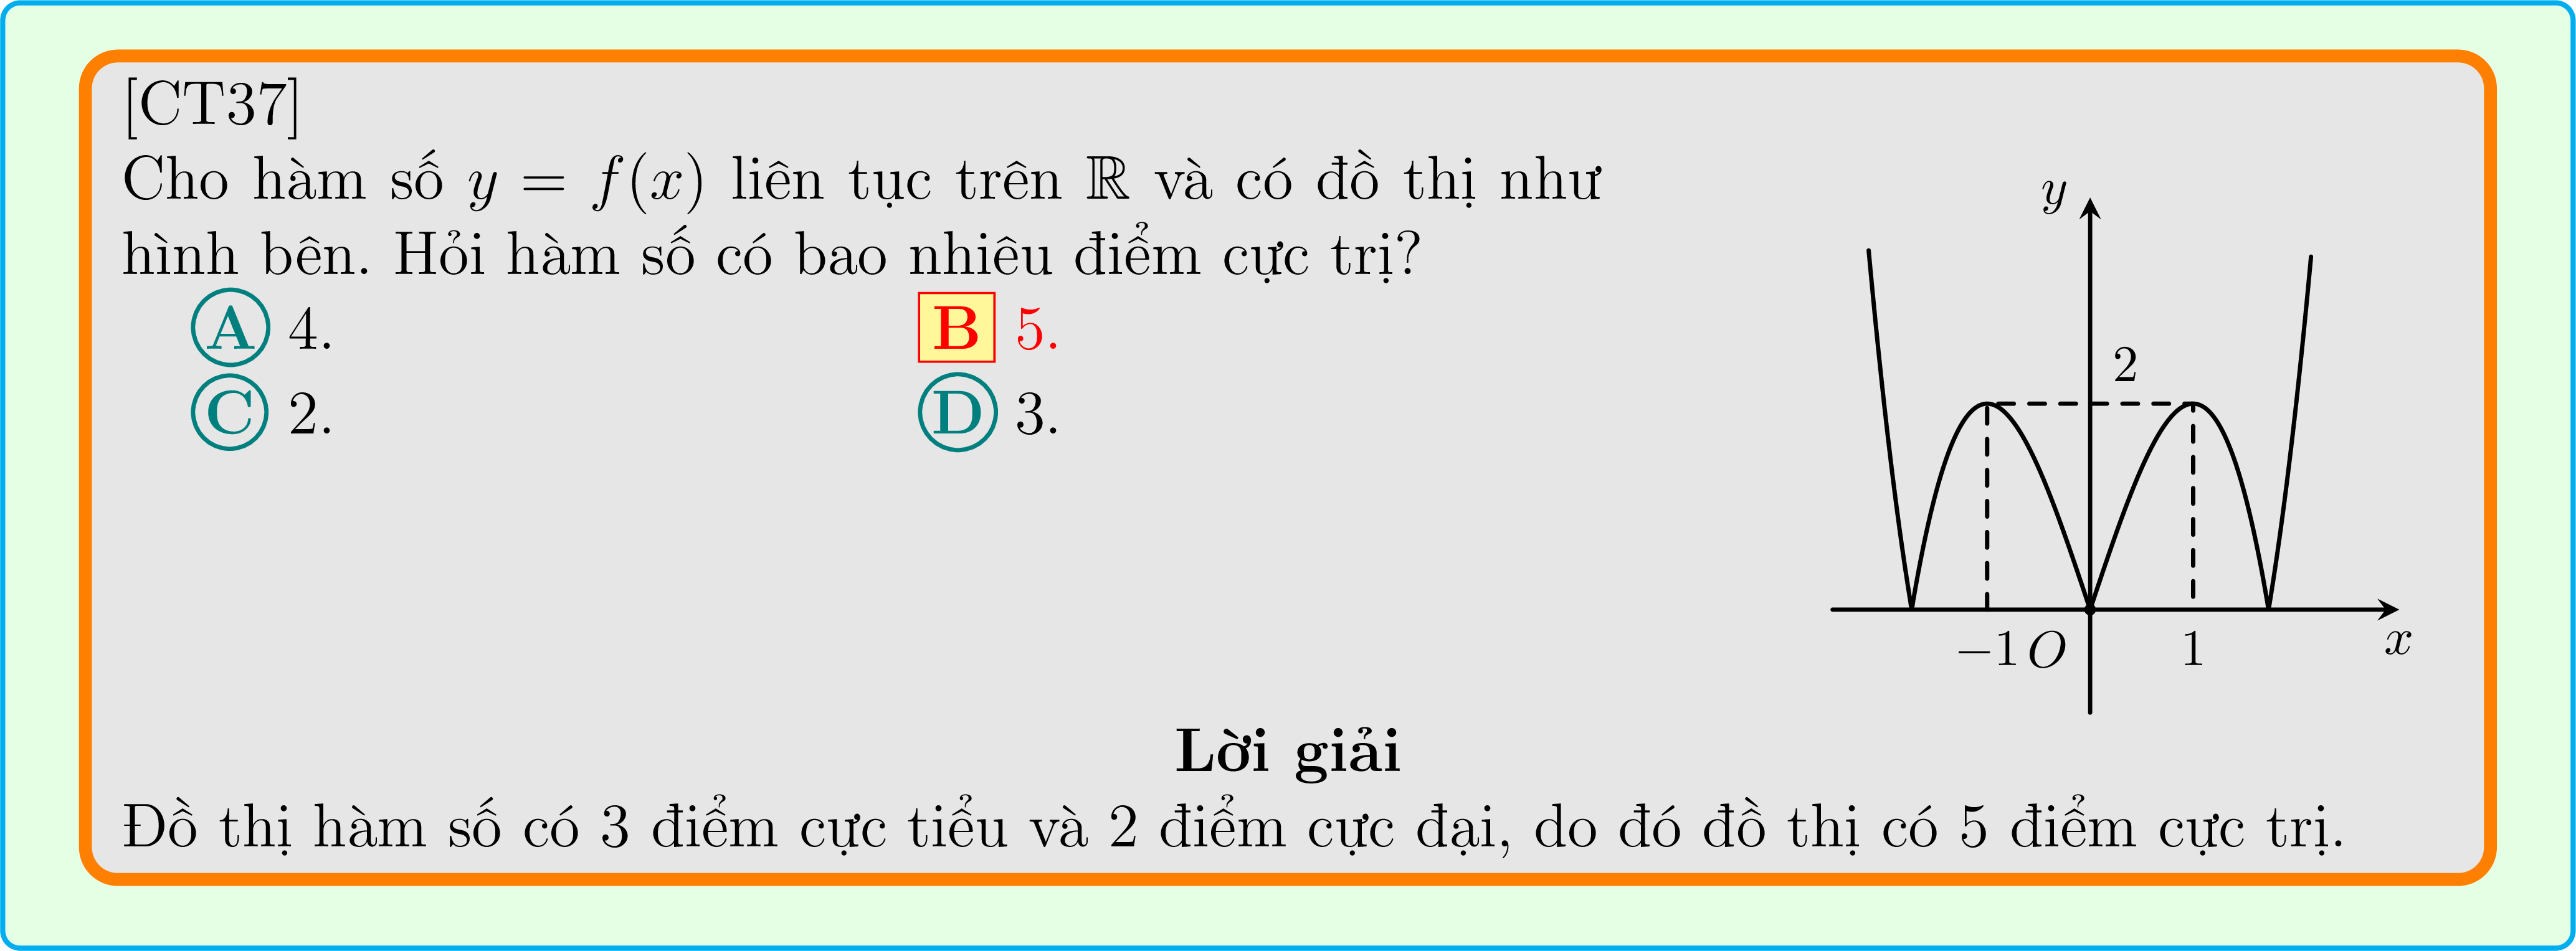 [CT37]
Cho hàm số y = f(x) liên tục trên ℝ và có đồ thị như
hình bên. Hỏi hàm số có bao nhiêu điểm cực trị?
A 4.
B 5.
C 2.
D 3.
y
2
−1 O 1 x
Lời giải
Đồ thị hàm số có 3 điểm cực tiểu và 2 điểm cực đại, do đó đồ thị có 5 điểm cực trị.